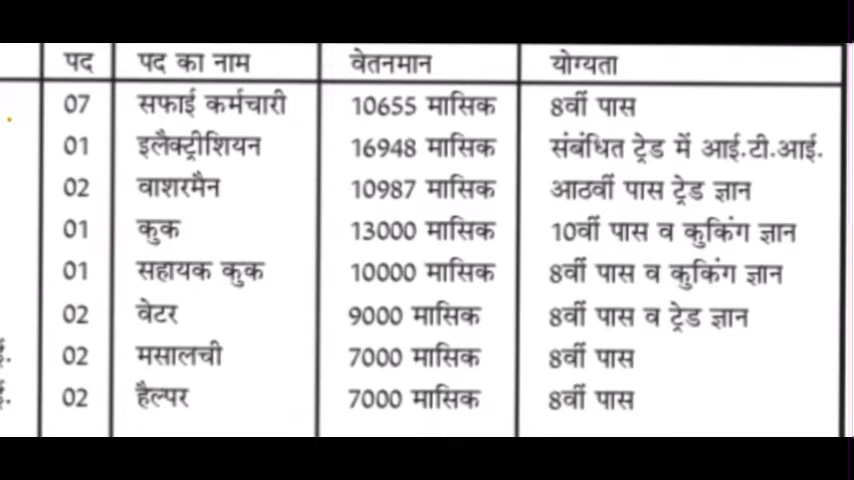 पद पद का नाम वेतनमान योग्यता
07 सफाई कर्मचारी 10655 मासिक 8वीं पास
01 इलैक्ट्रीशियन 16948 मासिक संबंधित ट्रेड में आई.टी.आई.
02 वाशरमैन 10987 मासिक आठवीं पास ट्रेड ज्ञान
01 कुक 13000 मासिक 10वीं पास व कुकिंग ज्ञान
01 सहायक कुक 10000 मासिक 8वीं पास व कुकिंग ज्ञान
02 वेटर 9000 मासिक 8वीं पास व ट्रेड ज्ञान
02 मसालची 7000 मासिक 8वीं पास
02 हैल्पर 7000 मासिक 8वीं पास